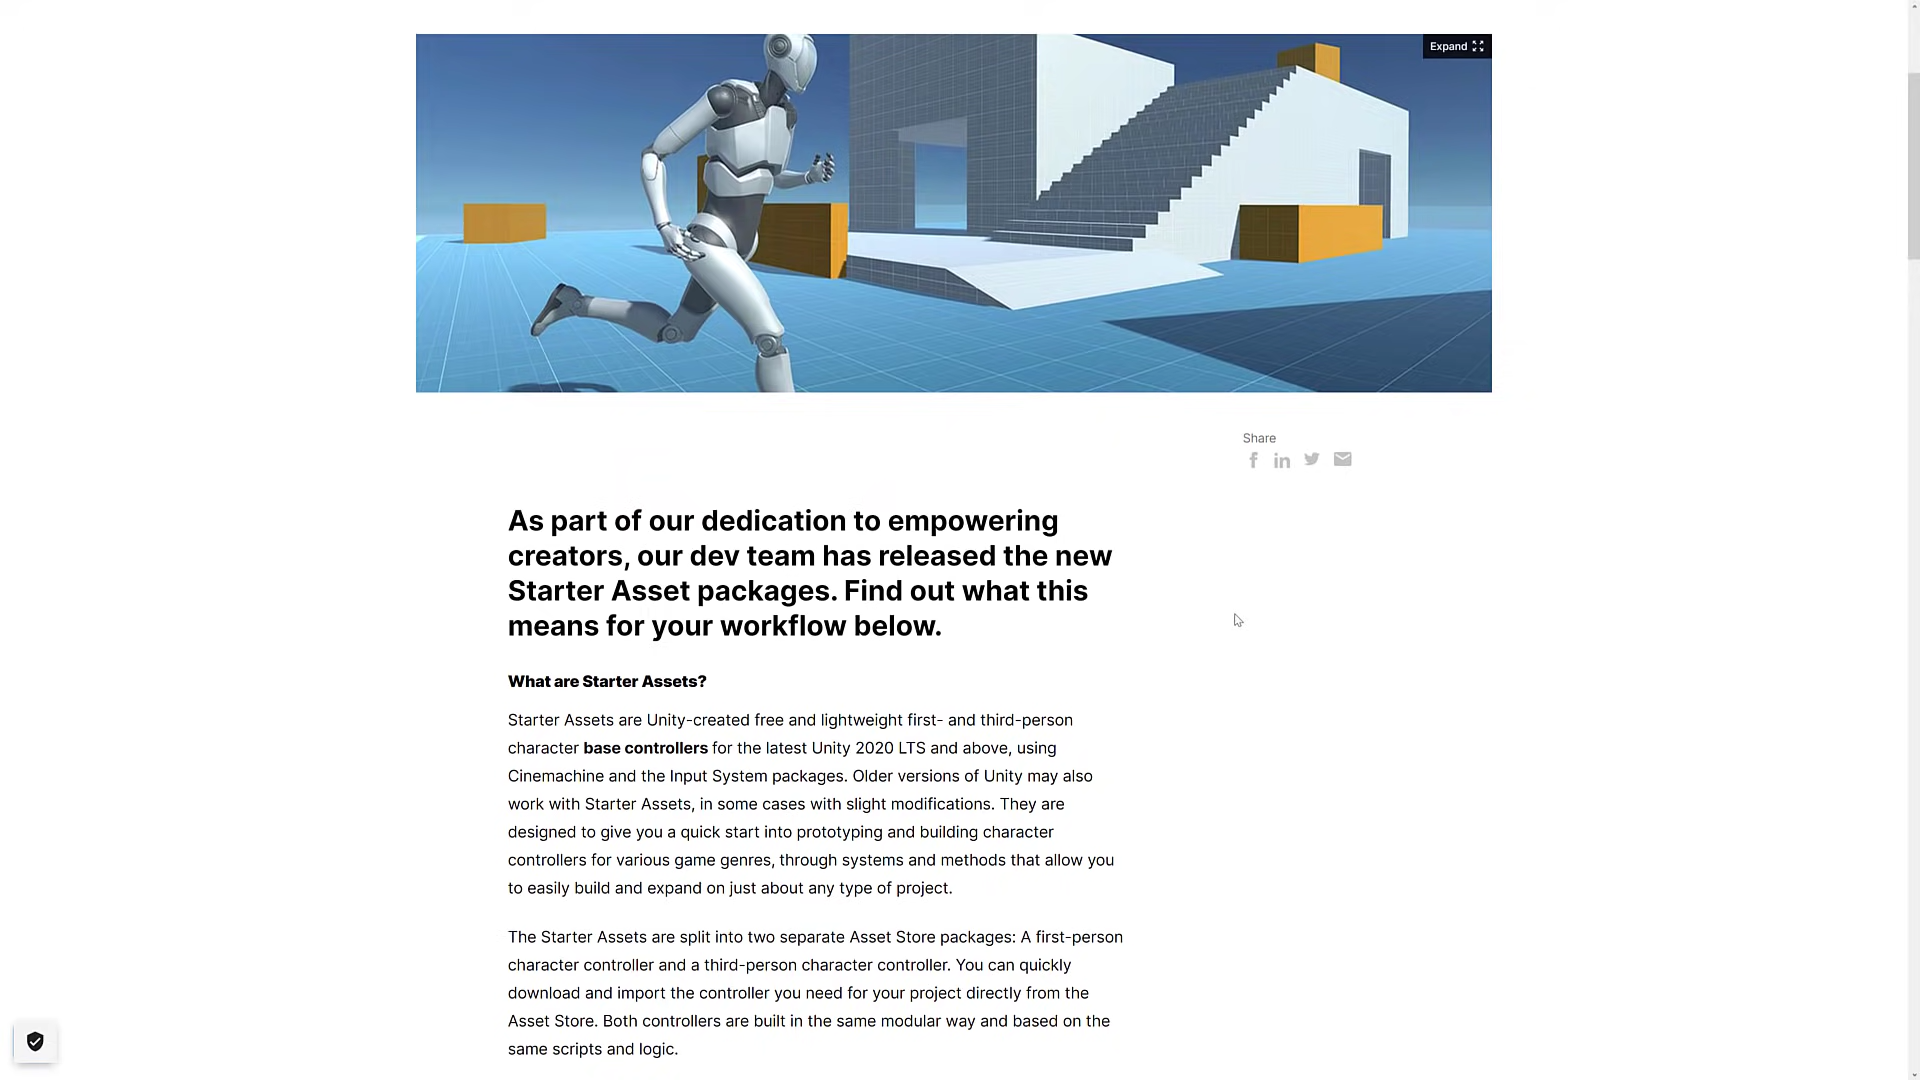 Expand
Share
As part of our dedication to empowering
creators, our dev team has released the new
Starter Asset packages. Find out what this
means for your workflow below.
What are Starter Assets?
Starter Assets are Unity-created free and lightweight first- and third-person
character base controllers for the latest Unity 2020 LTS and above, using
Cinemachine and the Input System packages. Older versions of Unity may also
work with Starter Assets, in some cases with slight modifications. They are
designed to give you a quick start into prototyping and building character
controllers for various game genres, through systems and methods that allow you
to easily build and expand on just about any type of project.
The Starter Assets are split into two separate Asset Store packages: A first-person
character controller and a third-person character controller. You can quickly
download and import the controller you need for your project directly from the
Asset Store. Both controllers are built in the same modular way and based on the
same scripts and logic.